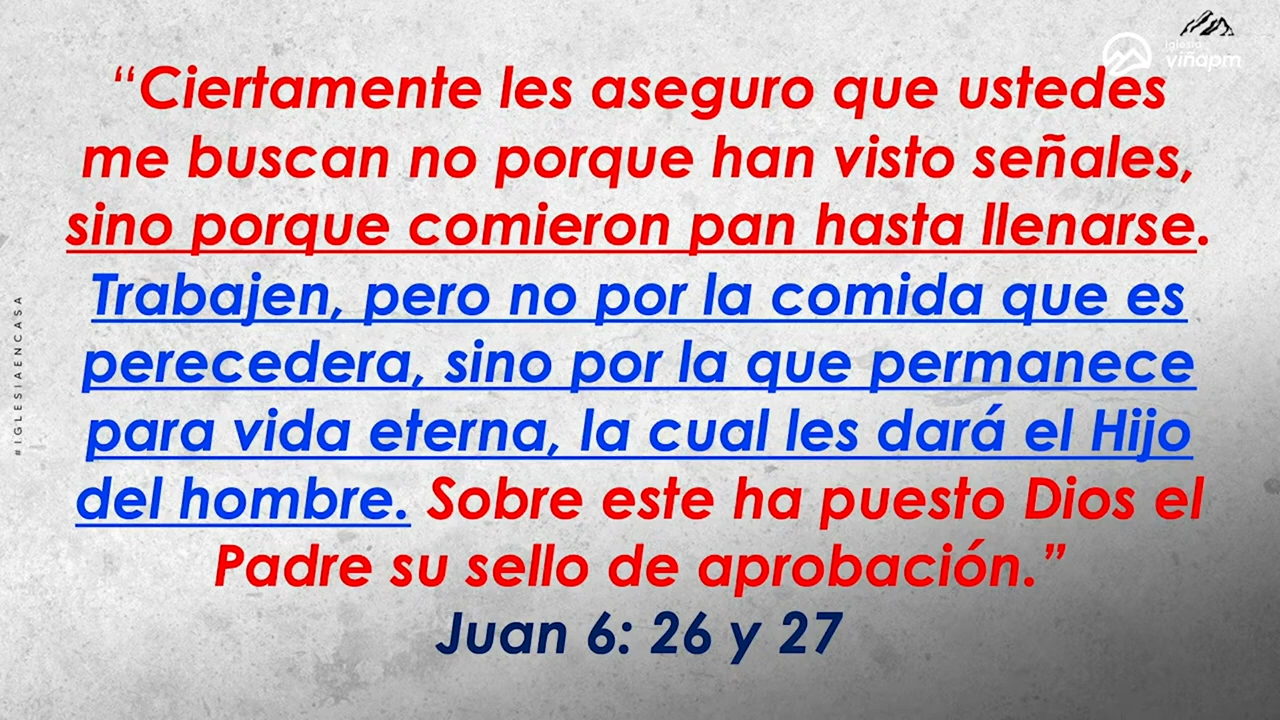 iglesia
viñapm
“Ciertamente les aseguro que ustedes
me buscan no porque han visto señales,
sino porque comieron pan hasta llenarse.
Trabajen, pero no por la comida que es
perecedera, sino por la que permanece
para vida eterna, la cual les dará el Hijo
del hombre. Sobre este ha puesto Dios el
Padre su sello de aprobación.”
Juan 6: 26 y 27
#IGLESIAENCASA